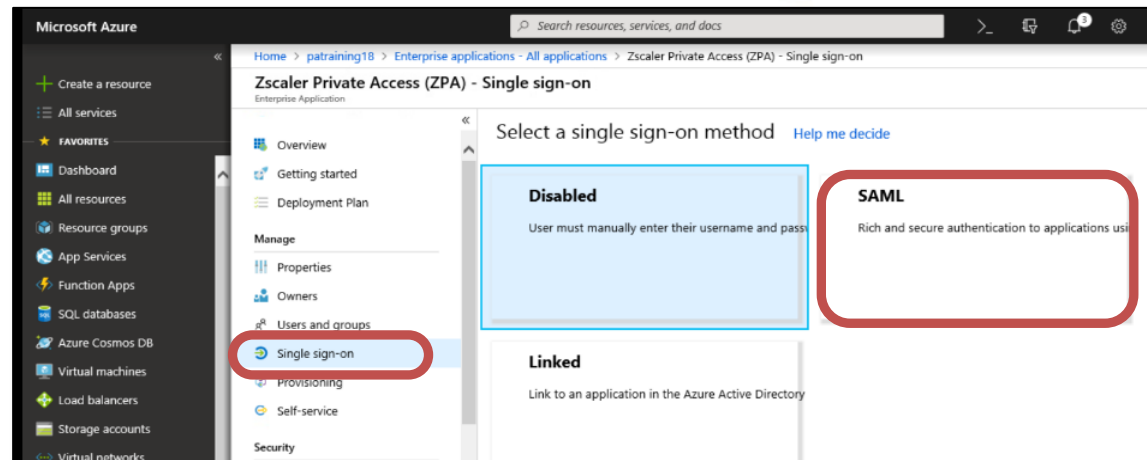 Microsoft Azure
Search resources, services, and docs
3
Create a resource
All services
FAVORITES
Dashboard
All resources
Resource groups
App Services
Function Apps
SQL databases
Azure Cosmos DB
Virtual machines
Load balancers
Storage accounts
Virtual networks
Home > patraining18 > Enterprise applications - All applications > Zscaler Private Access (ZPA) - Single sign-on
Zscaler Private Access (ZPA) - Single sign-on
Enterprise Application
Overview
Getting started
Deployment Plan
Manage
Properties
Owners
Users and groups
Single sign-on
Provisioning
Self-service
Security
Select a single sign-on method Help me decide
Disabled
User must manually enter their username and passw
SAML
Rich and secure authentication to applications usi
Linked
Link to an application in the Azure Active Directory